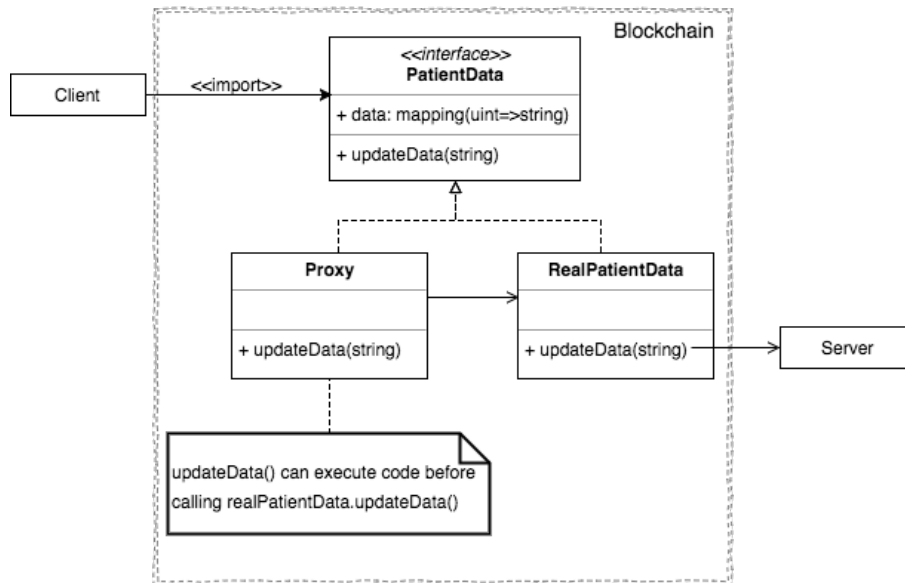 Blockchain
<<interface>>
PatientData
+ data: mapping(uint=>string)
+ updateData(string)
Client
<<import>>
Proxy
+ updateData(string)
RealPatientData
+ updateData(string)
Server
updateData() can execute code before
calling realPatientData.updateData()